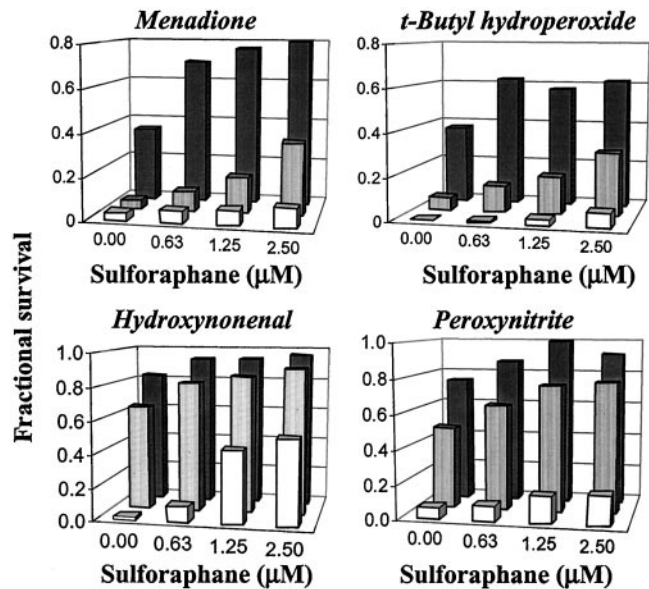 Menadione
0.8
0.6
0.4
0.2
0
0.00 0.63 1.25 2.50
Sulforaphane (μM)
t-Butyl hydroperoxide
0.8
0.6
0.4
0.2
0
0.00 0.63 1.25 2.50
Sulforaphane (μM)
Fractional survival
Hydroxynonenal
1.0
0.8
0.6
0.4
0.2
0.0
0.00 0.63 1.25 2.50
Sulforaphane (μM)
Peroxynitrite
1.0
0.8
0.6
0.4
0.2
0.0
0.00 0.63 1.25 2.50
Sulforaphane (μM)